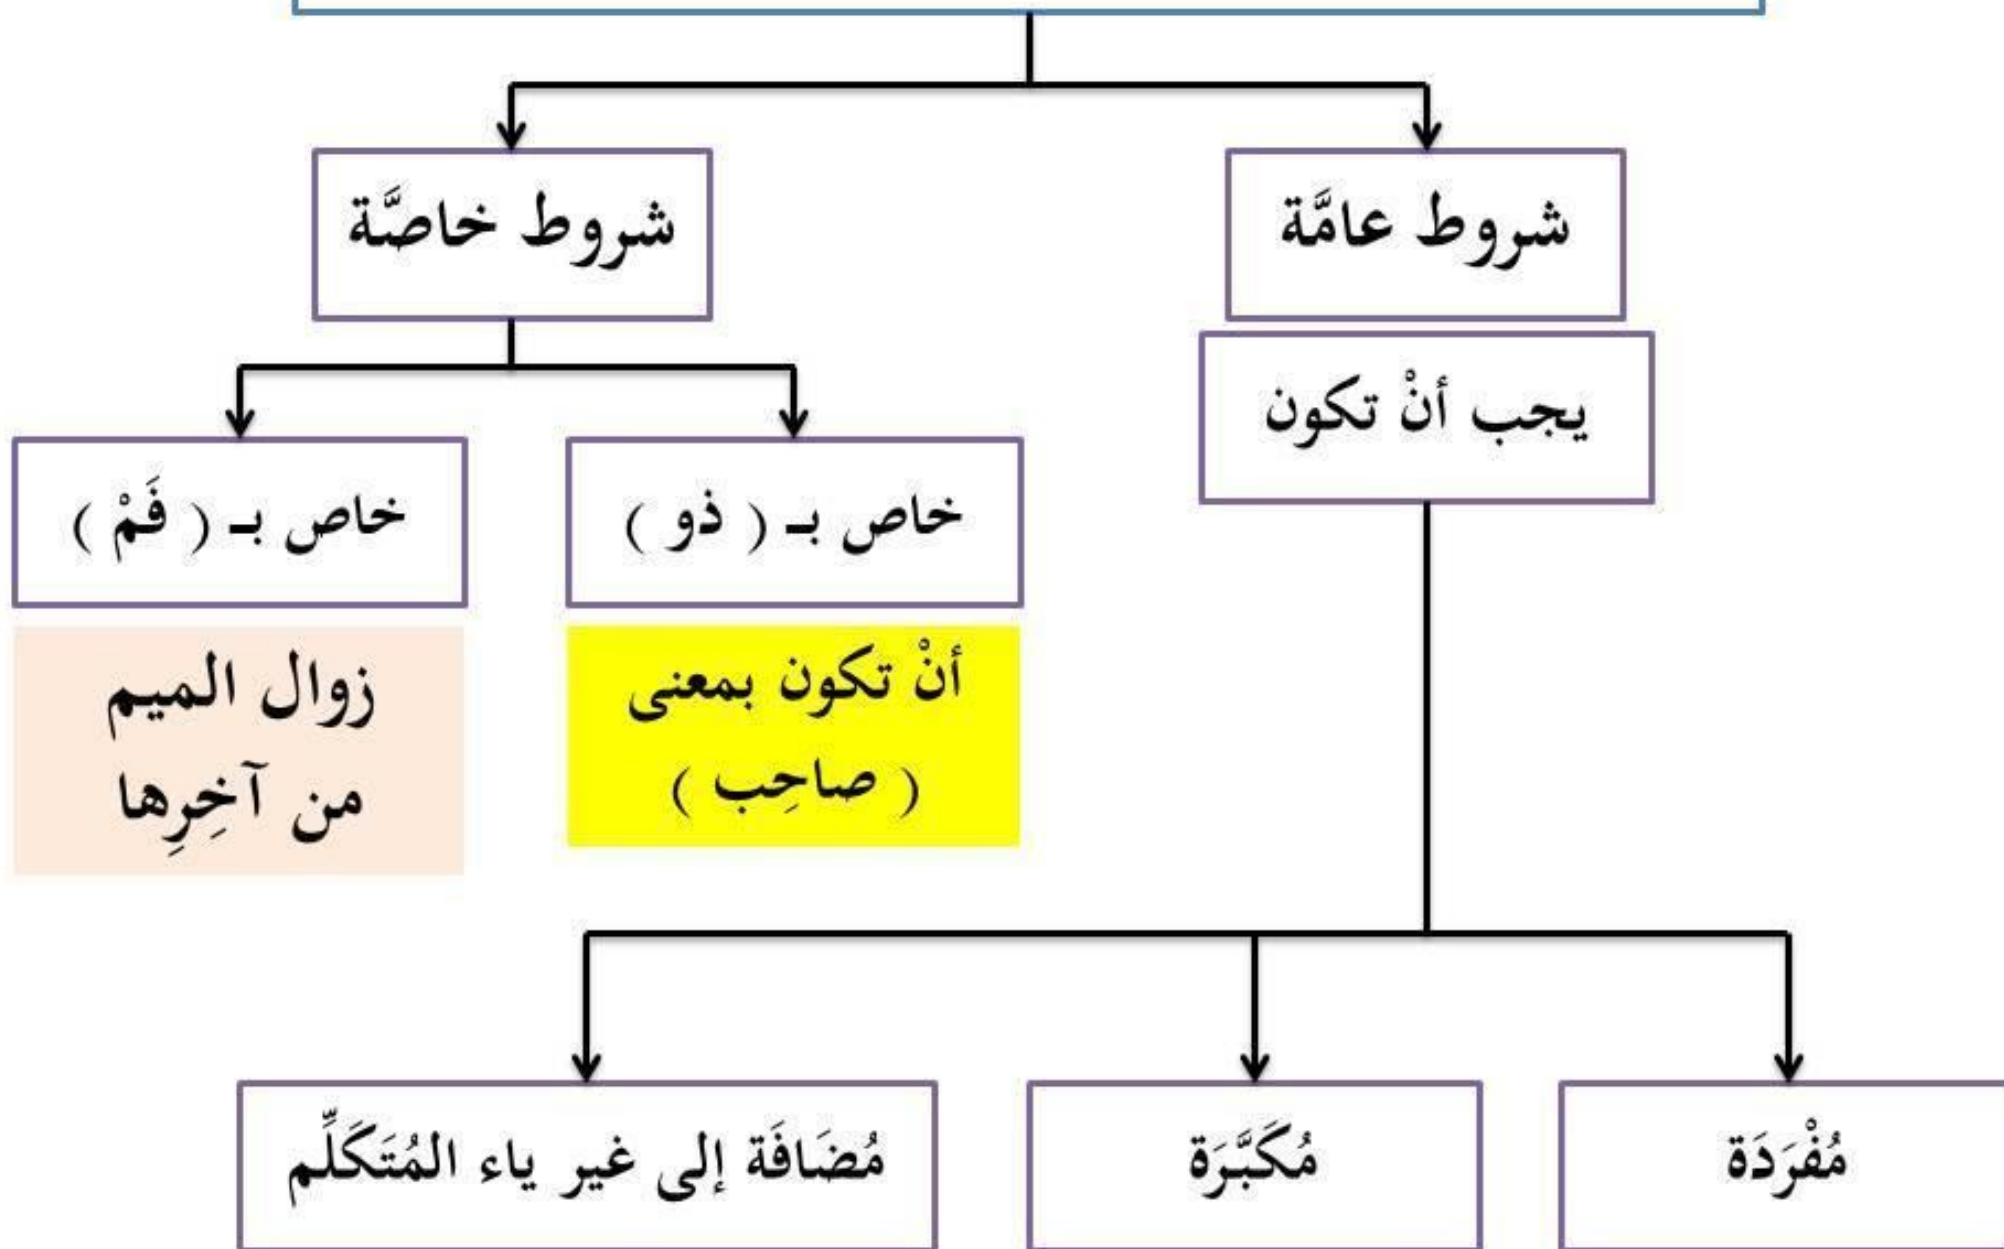 شروط عامَّة
شروط خاصَّة
يجب أنْ تكون
خاص بـ ( ذو )
خاص بـ ( فَمْ )
أنْ تكون بمعنى
( صاحِب )
زوال الميم
من آخِرِها
مُفْرَدَة
مُكَبَّرَة
مُضَافَة إلى غير ياء المُتَكَلِّم